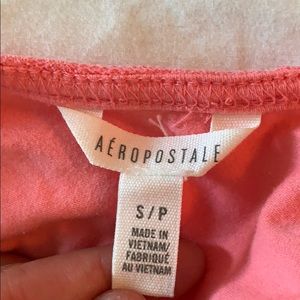 AÉROPOSTALE
S/P
MADE IN
VIETNAM/
FABRIQUÉ
AU VIETNAM